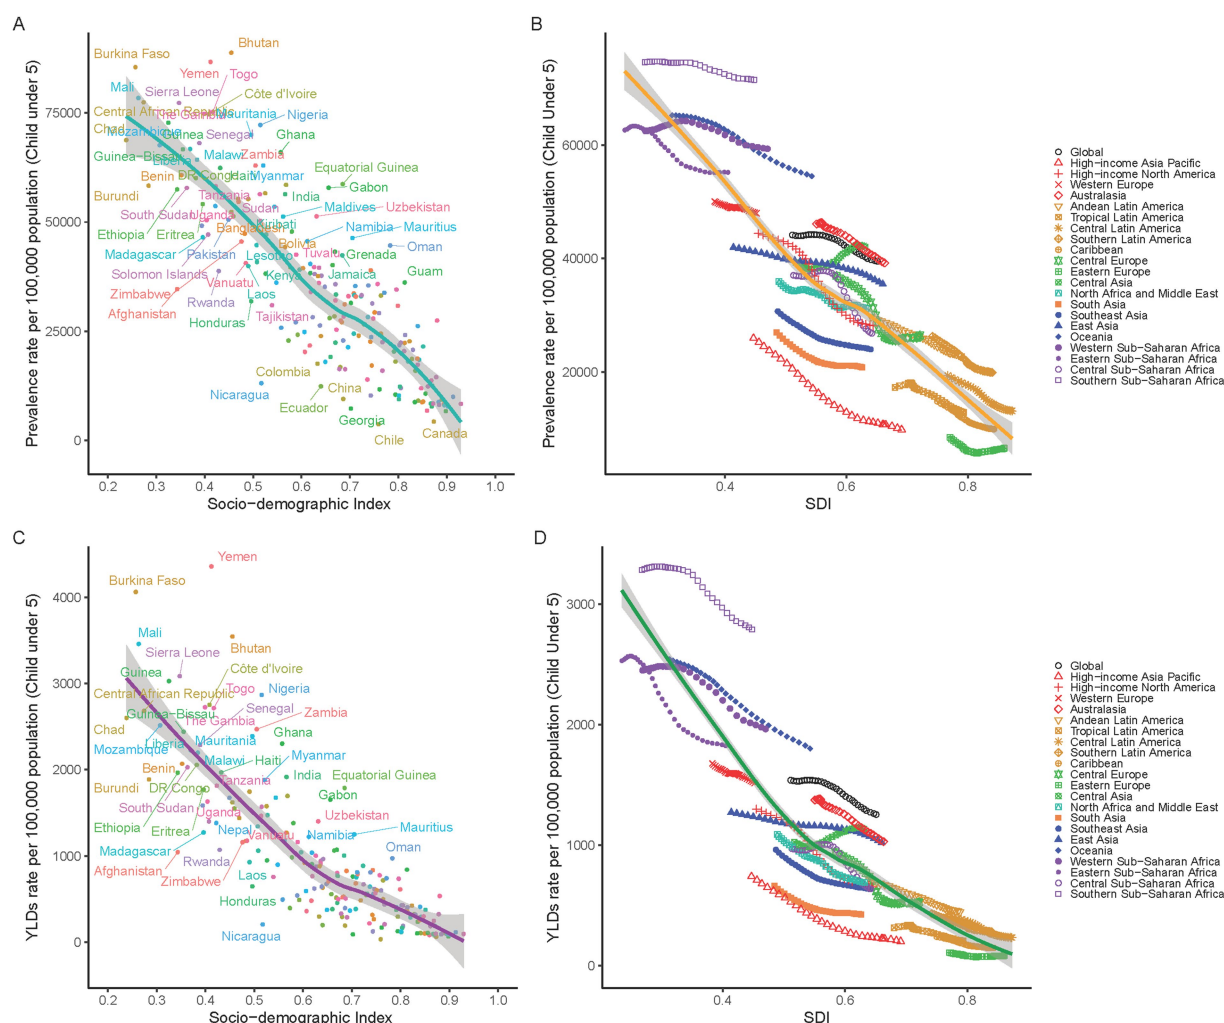 A
Prevalence rate per 100,000 population (Child under 5)
75000
50000
25000
0
Burkina Faso
Bhutan
Yemen
Togo
Mali
Sierra Leone
Côte d'Ivoire
Central African Republic
The Gambia
Mauritania
Nigeria
Chad
Mozambique
Guinea
Senegal
Ghana
Guinea-Bissau
Liberia
Malawi
Zambia
Benin
DR Congo
Haiti
Myanmar
Equatorial Guinea
Gabon
Burundi
Tanzania
India
South Sudan
Uganda
Sudan
Maldives
Uzbekistan
Ethiopia
Eritrea
Bangladesh
Kiribati
Namibia
Mauritius
Madagascar
Pakistan
Lesotho
Bolivia
Tuvalu
Grenada
Oman
Solomon Islands
Vanuatu
Kenya
Jamaica
Guam
Zimbabwe
Rwanda
Laos
Afghanistan
Honduras
Tajikistan
Colombia
Nicaragua
China
Ecuador
Georgia
Chile
Canada
0.2 0.3 0.4 0.5 0.6 0.7 0.8 0.9 1.0
Socio−demographic Index
B
Prevalence rate per 100,000 population (Child under 5)
60000
40000
20000
0.4 0.6 0.8
SDI
Global
High−income Asia Pacific
High−income North America
Western Europe
Australasia
Andean Latin America
Tropical Latin America
Central Latin America
Southern Latin America
Caribbean
Central Europe
Eastern Europe
Central Asia
North Africa and Middle East
South Asia
Southeast Asia
East Asia
Oceania
Western Sub−Saharan Africa
Eastern Sub−Saharan Africa
Central Sub−Saharan Africa
Southern Sub−Saharan Africa
C
YLDs rate per 100,000 population (Child Under 5)
4000
3000
2000
1000
0
Yemen
Burkina Faso
Mali
Bhutan
Sierra Leone
Côte d'Ivoire
Guinea
Togo
Nigeria
Central African Republic
Guinea-Bissau
The Gambia
Senegal
Zambia
Chad
Mozambique
Liberia
Mauritania
Ghana
Benin
Malawi
Haiti
Myanmar
Burundi
DR Congo
Tanzania
India
Equatorial Guinea
South Sudan
Uganda
Gabon
Ethiopia
Eritrea
Nepal
Vanuatu
Namibia
Uzbekistan
Mauritius
Madagascar
Rwanda
Oman
Afghanistan
Zimbabwe
Laos
Honduras
Nicaragua
0.2 0.3 0.4 0.5 0.6 0.7 0.8 0.9 1.0
Socio−demographic Index
D
YLDs rate per 100,000 population (Child Under 5)
3000
2000
1000
0
0.4 0.6 0.8
SDI
Global
High−income Asia Pacific
High−income North America
Western Europe
Australasia
Andean Latin America
Tropical Latin America
Central Latin America
Southern Latin America
Caribbean
Central Europe
Eastern Europe
Central Asia
North Africa and Middle East
South Asia
Southeast Asia
East Asia
Oceania
Western Sub−Saharan Africa
Eastern Sub−Saharan Africa
Central Sub−Saharan Africa
Southern Sub−Saharan Africa